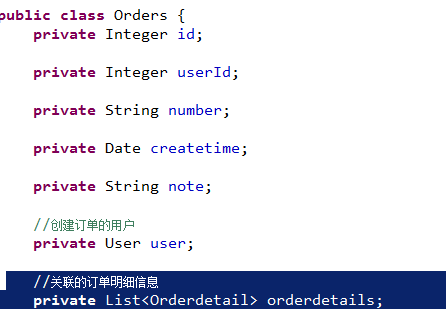 public class Orders {
private Integer id;
private Integer userId;
private String number;
private Date createtime;
private String note;
//创建订单的用户
private User user;
//关联的订单明细信息
private List<Orderdetail> orderdetails;